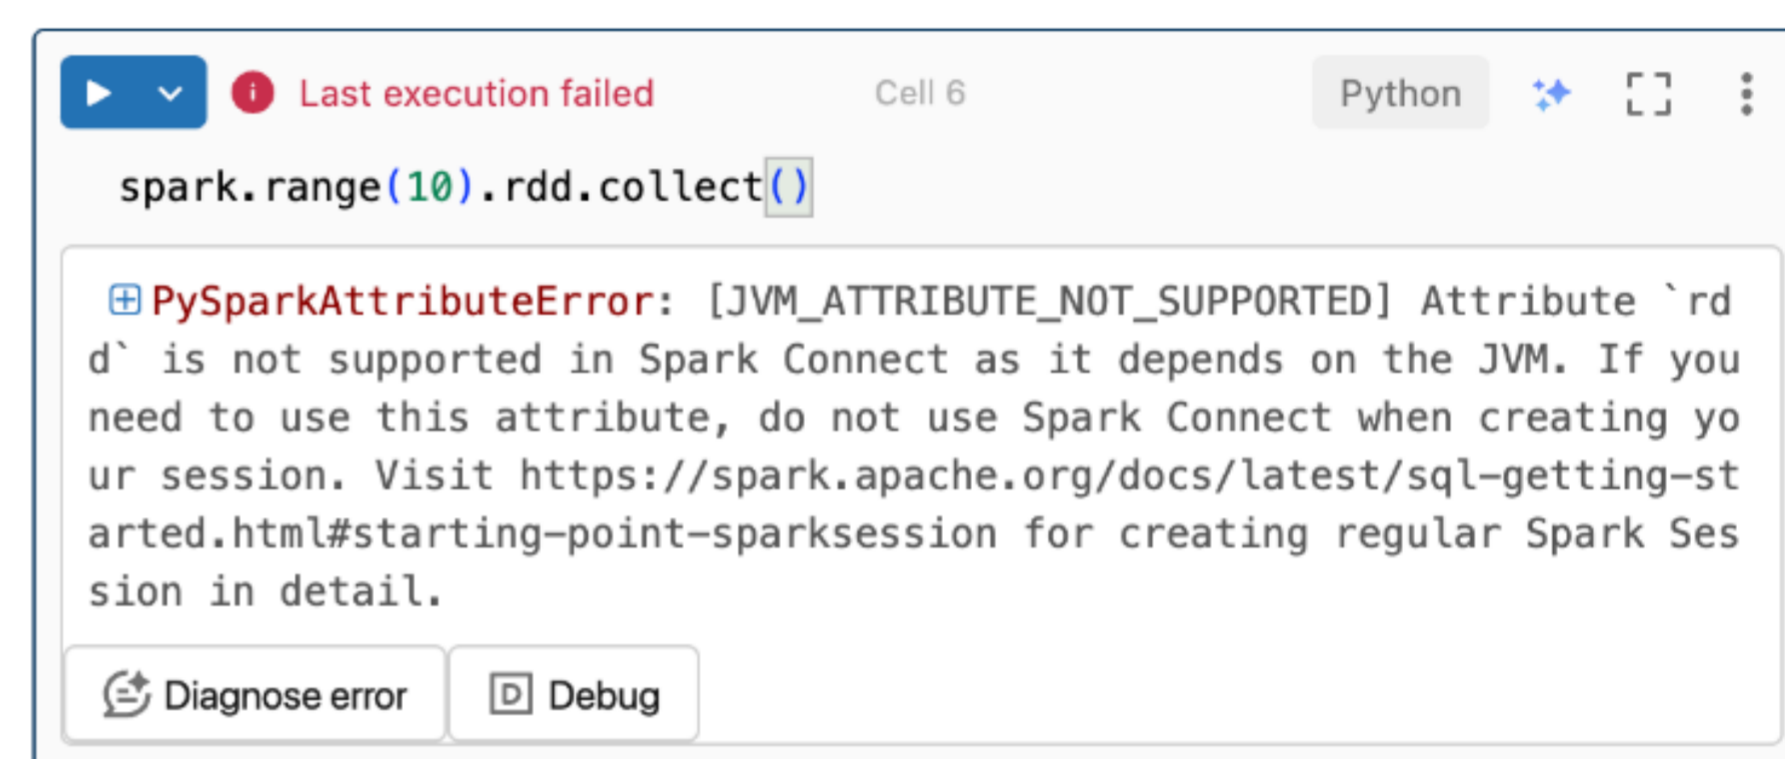 Last execution failed Cell 6 Python
spark.range(10).rdd.collect()
PySparkAttributeError: [JVM_ATTRIBUTE_NOT_SUPPORTED] Attribute `rd
d` is not supported in Spark Connect as it depends on the JVM. If you
need to use this attribute, do not use Spark Connect when creating yo
ur session. Visit https://spark.apache.org/docs/latest/sql-getting-st
arted.html#starting-point-sparksession for creating regular Spark Ses
sion in detail.
Diagnose error D Debug